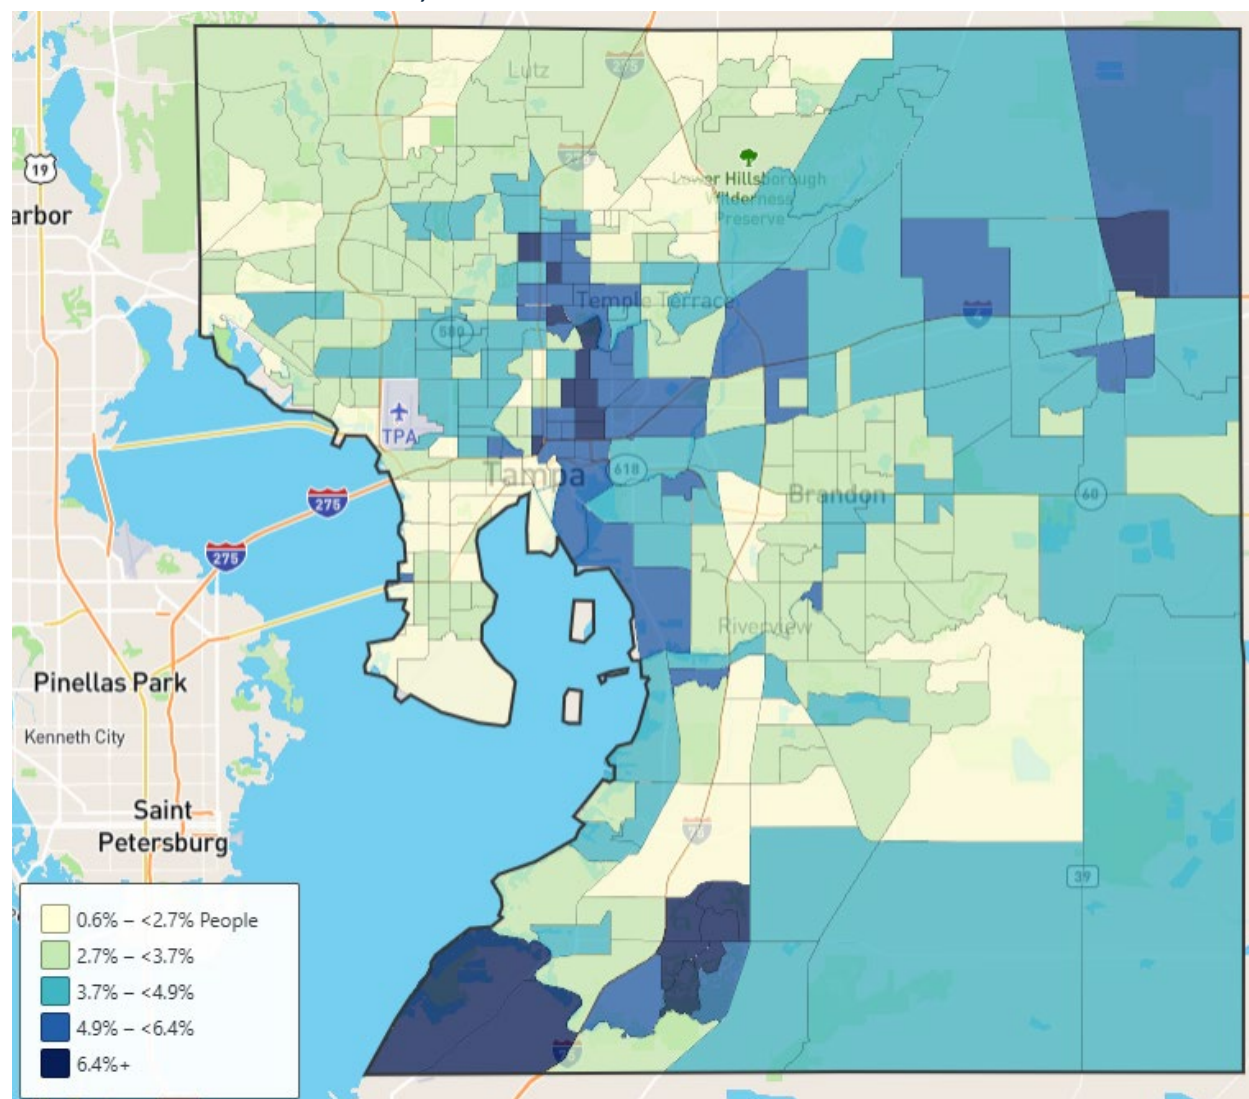 Lutz
275
275
19
arbor
Lower Hillsborough
Wilderness
Preserve
Temple Terrace
580
4
TPA
Tampa
618
Brandon
60
275
275
Riverview
Pinellas Park
Kenneth City
Saint
Petersburg
39
0.6% – <2.7% People
2.7% – <3.7%
3.7% – <4.9%
4.9% – <6.4%
6.4%+